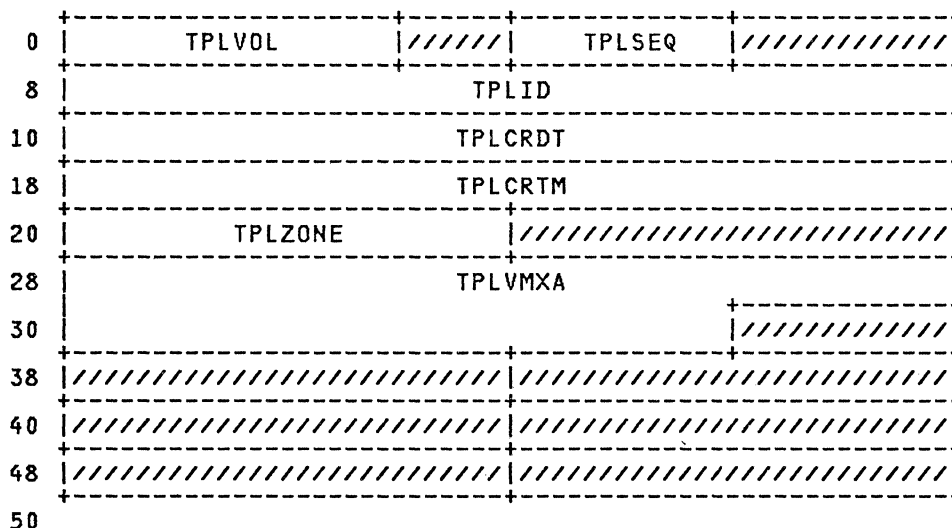 0 | TPLVOL |//////| TPLSEQ |////////////
8 | TPLID
10 | TPLCRDT
18 | TPLCRTM
20 | TPLZONE |////////////////////////
28 | TPLVMXA
30 | |////////////
38 |////////////////////////|////////////////////////
40 |////////////////////////|////////////////////////
48 |////////////////////////|////////////////////////
50